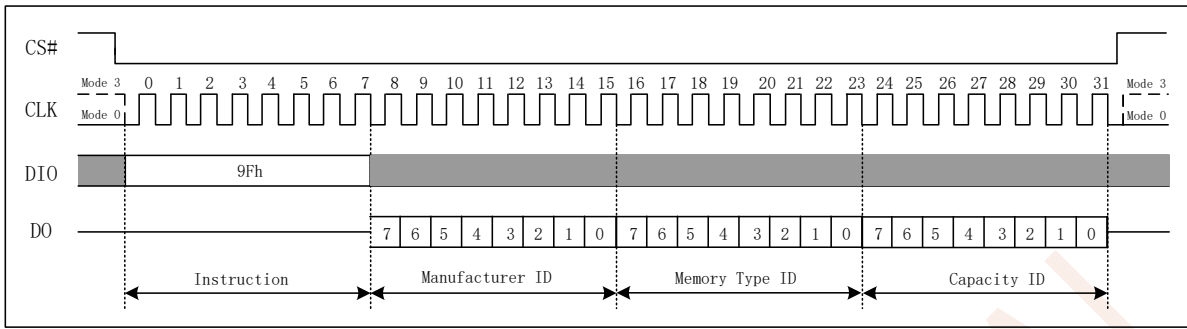 CS#
Mode 3 0 1 2 3 4 5 6 7 8 9 10 11 12 13 14 15 16 17 18 19 20 21 22 23 24 25 26 27 28 29 30 31 Mode 3
CLK
Mode 0 Mode 0
DIO 9Fh
DO 7 6 5 4 3 2 1 0 7 6 5 4 3 2 1 0 7 6 5 4 3 2 1 0
Instruction Manufacturer ID Memory Type ID Capacity ID